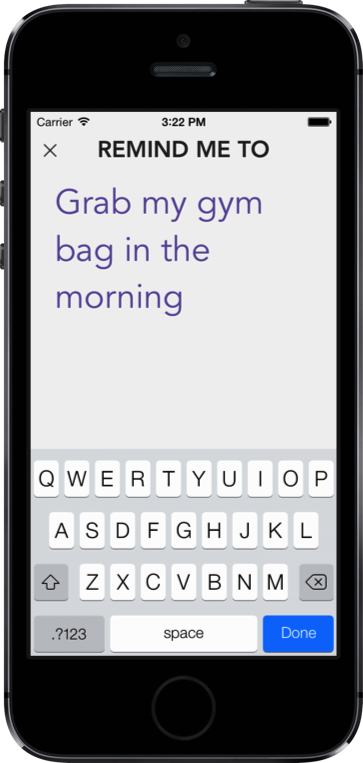 Carrier 3:22 PM
REMIND ME TO
Grab my gym
bag in the
morning
Q W E R T Y U I O P
A S D F G H J K L
Z X C V B N M
.?123 space Done